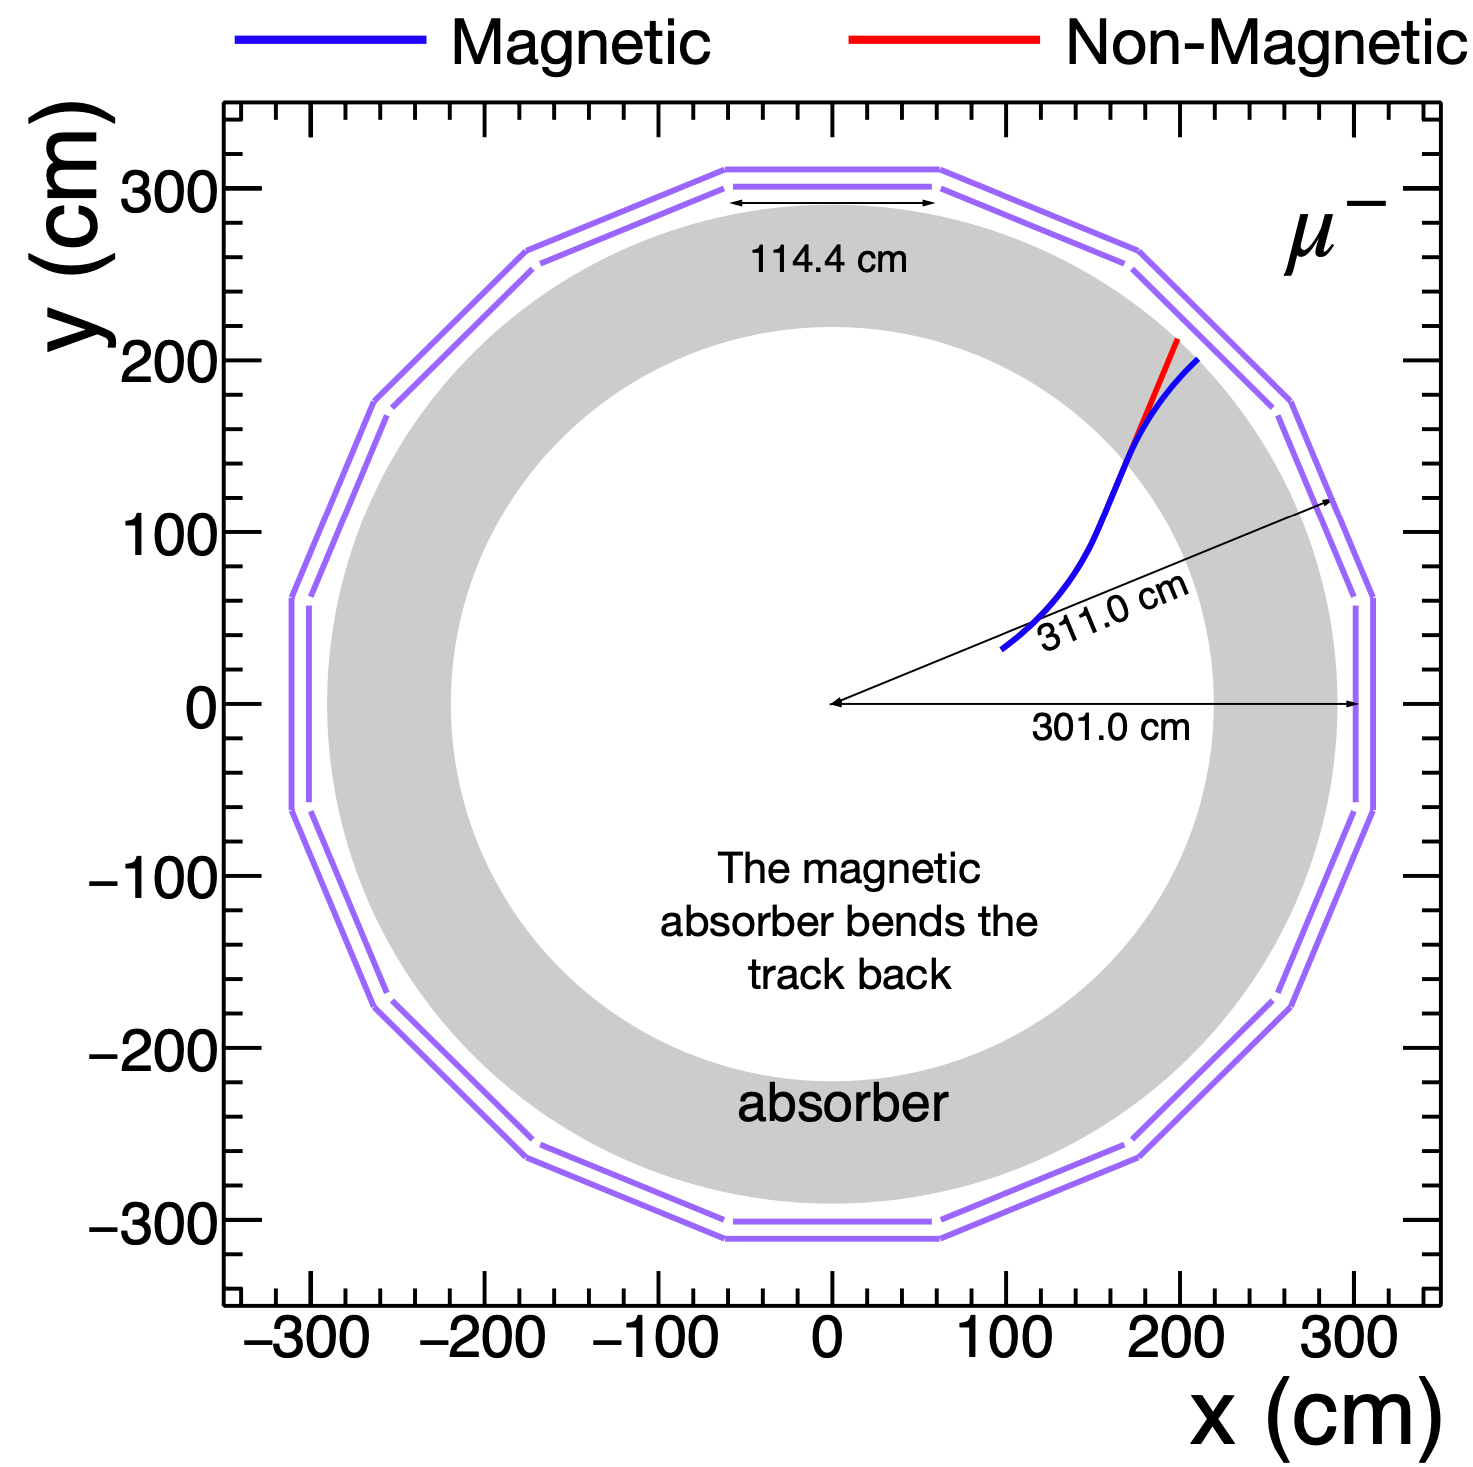 Magnetic
Non-Magnetic
y (cm)
300
200
100
0
−100
−200
−300
μ−
114.4 cm
311.0 cm
301.0 cm
The magnetic
absorber bends the
track back
absorber
−300 −200 −100 0 100 200 300
x (cm)